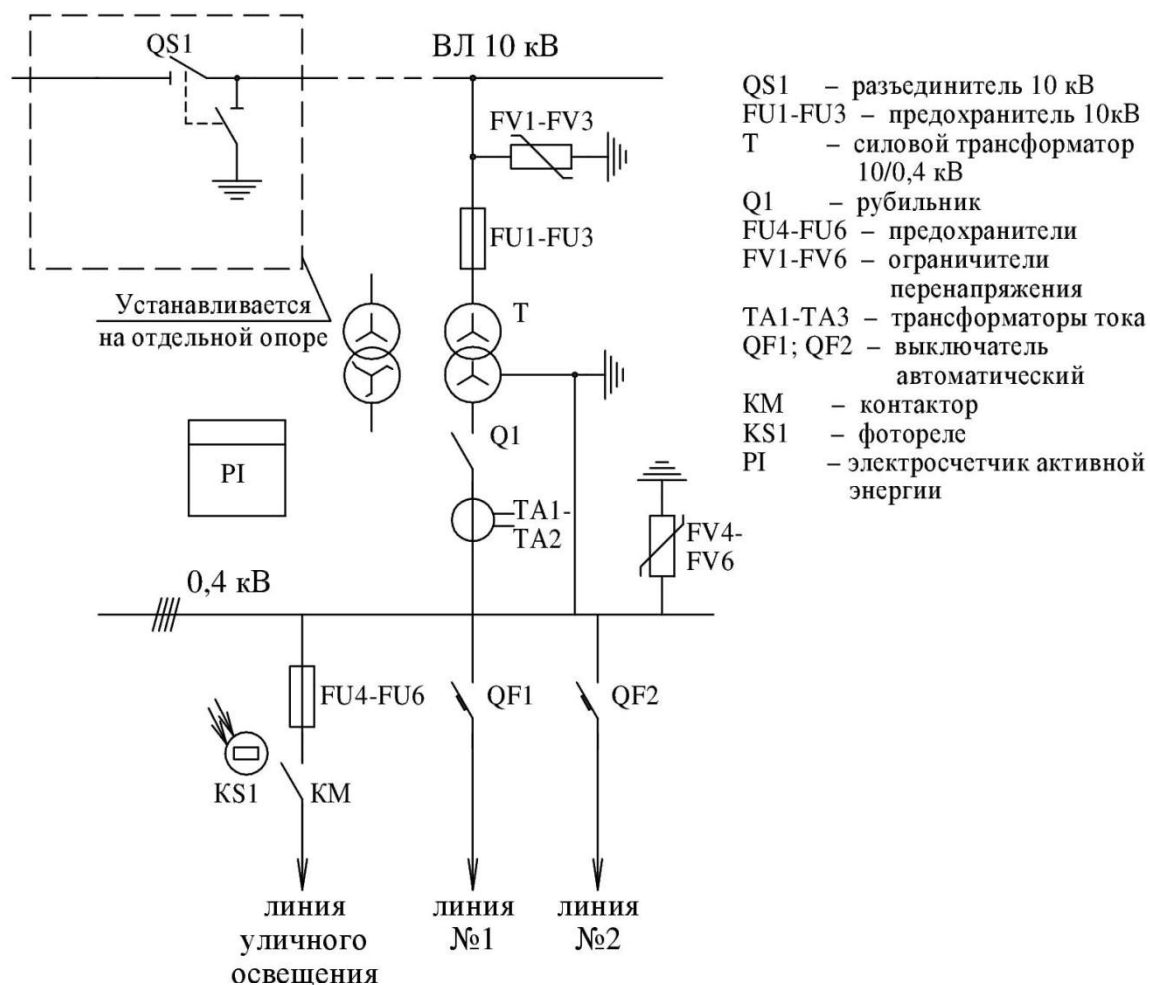 QS1
ВЛ 10 кВ
FV1-FV3
FU1-FU3
Устанавливается
на отдельной опоре
T
Q1
PI
TA1-
TA2
FV4-
FV6
0,4 кВ
FU4-FU6
QF1
QF2
KS1
KM
линия
уличного
освещения
линия
№1
линия
№2
QS1 – разъединитель 10 кВ
FU1-FU3 – предохранитель 10кВ
T – силовой трансформатор
10/0,4 кВ
Q1 – рубильник
FU4-FU6 – предохранители
FV1-FV6 – ограничители
перенапряжения
TA1-TA3 – трансформаторы тока
QF1; QF2 – выключатель
автоматический
KM – контактор
KS1 – фотореле
PI – электросчетчик активной
энергии